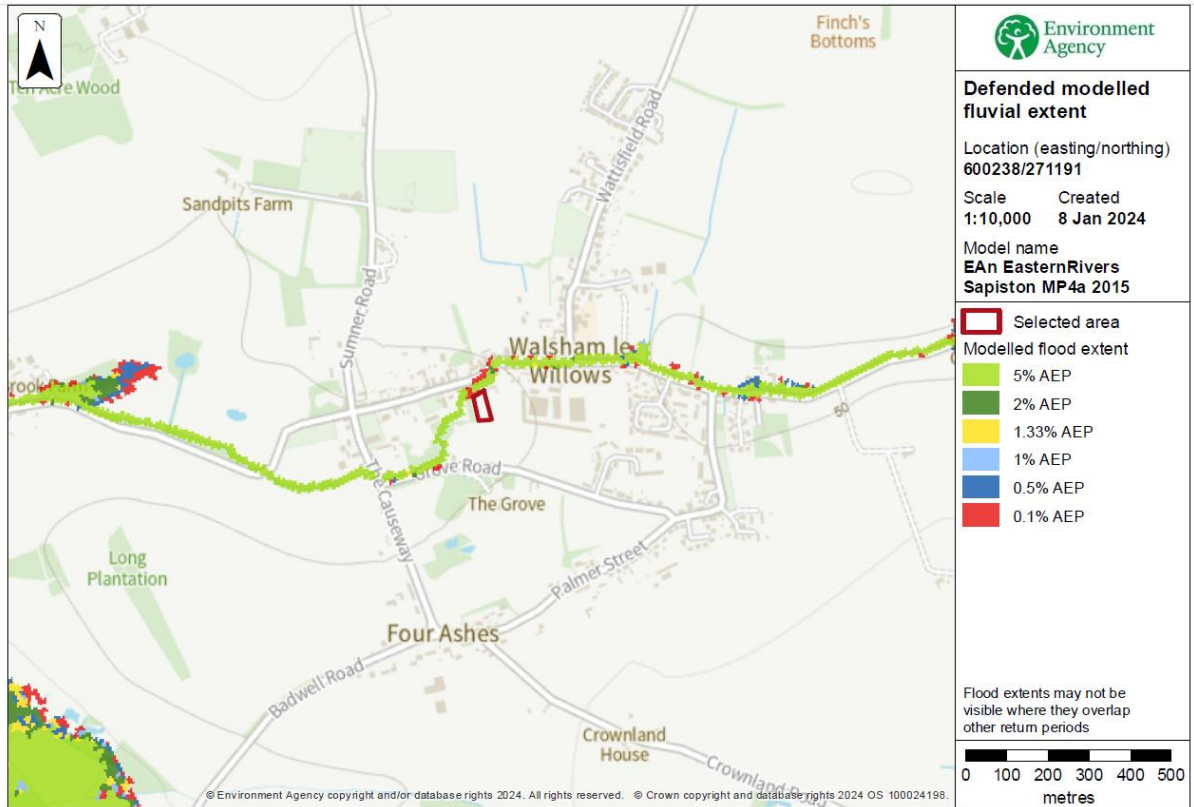 N
Finch's
Bottoms
Ten Acre Wood
Wattisfield Road
Sandpits Farm
Sumner Road
Walsham le
Willows
50
Grove Road
The Causeway
The Grove
Long
Plantation
Palmer Street
Four Ashes
Badwell Road
Crownland
House
Crownland
© Environment Agency copyright and/or database rights 2024. All rights reserved. © Crown copyright and database rights 2024 OS 100024198.
Environment
Agency
Defended modelled
fluvial extent
Location (easting/northing)
600238/271191
Scale Created
1:10,000 8 Jan 2024
Model name
EAn EasternRivers
Sapiston MP4a 2015
Selected area
Modelled flood extent
5% AEP
2% AEP
1.33% AEP
1% AEP
0.5% AEP
0.1% AEP
Flood extents may not be
visible where they overlap
other return periods
0 100 200 300 400 500
metres